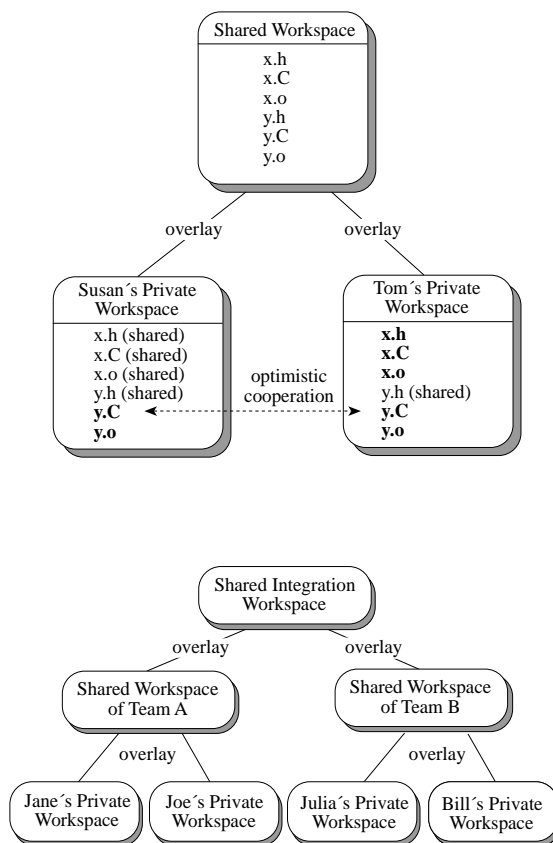 Shared Workspace
x.h
x.C
x.o
y.h
y.C
y.o
overlay
overlay
Susan´s Private
Workspace
x.h (shared)
x.C (shared)
x.o (shared)
y.h (shared)
y.C
y.o
optimistic
cooperation
Tom´s Private
Workspace
x.h
x.C
x.o
y.h (shared)
y.C
y.o
Shared Integration
Workspace
overlay
overlay
Shared Workspace
of Team A
Shared Workspace
of Team B
overlay
overlay
Jane´s Private
Workspace
Joe´s Private
Workspace
Julia´s Private
Workspace
Bill´s Private
Workspace